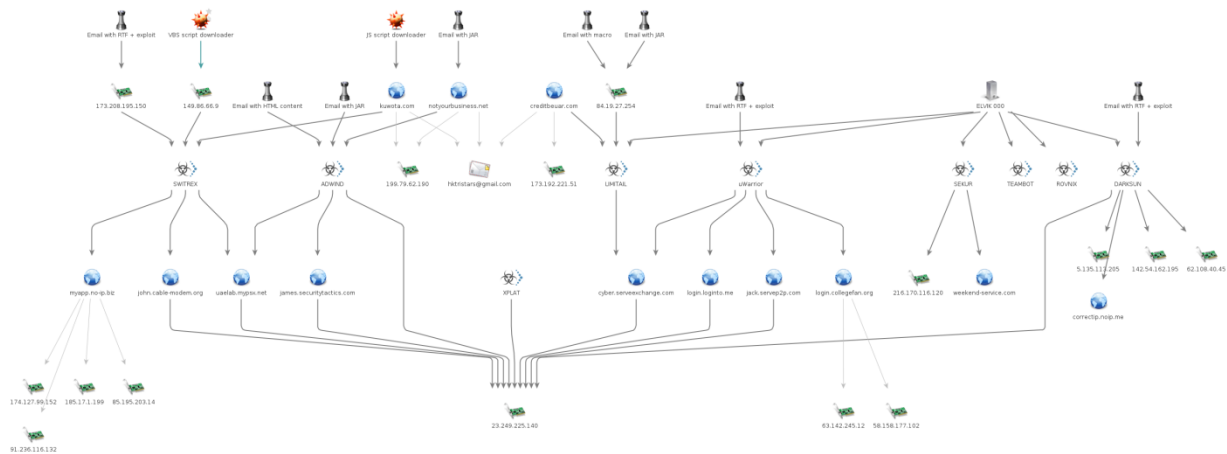 Email with RTF + exploit
VBS script downloader
JS script downloader
Email with JAR
Email with macro
Email with JAR
173.208.195.150
149.86.66.9
Email with HTML content
Email with JAR
kuwota.com
notyourbusiness.net
creditbeuar.com
84.19.27.254
Email with RTF + exploit
ELVIK 000
Email with RTF + exploit
SWITREX
ADWIND
199.79.62.190
hktristars@gmail.com
173.192.221.51
LIMITAIL
uWarrior
SEKUR
TEAMBOT
ROVNIX
DARKSUN
5.135.113.205
142.54.162.195
62.108.40.45
myapp.no-ip.biz
john.cable-modem.org
uaelab.mypsx.net
james.securitytactics.com
XPLAIT
cyber.serveexchange.com
login.loginto.me
jack.servep2p.com
login.collegefan.org
216.170.116.120
weekend-service.com
correctip.noip.me
174.127.99.152
185.17.1.199
95.195.203.14
23.249.225.140
63.142.245.12
58.158.177.102
91.236.116.132